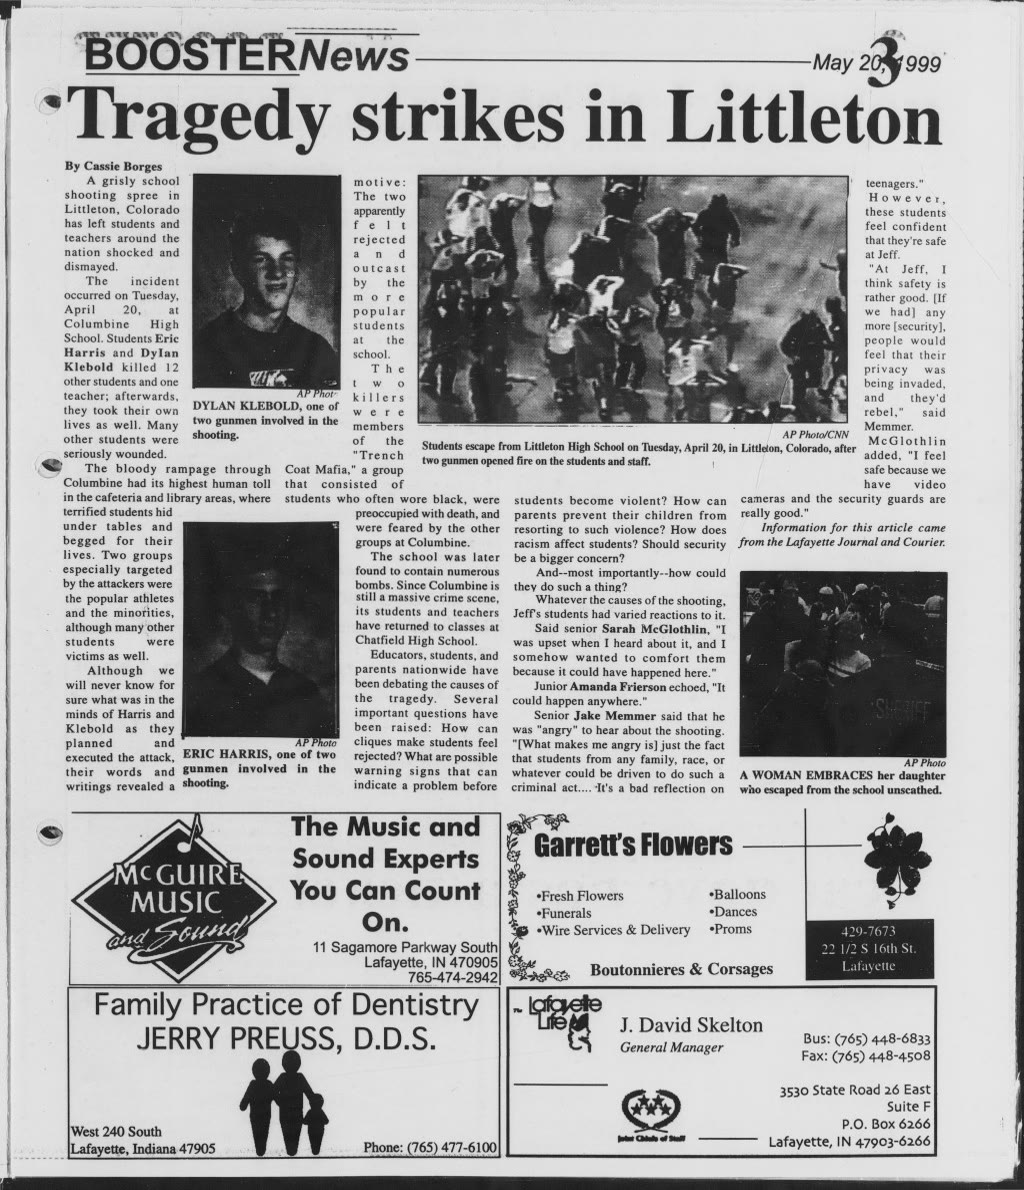 BOOSTERNews
May 20, 1999
3
Tragedy strikes in Littleton
By Cassie Borges
A grisly school
shooting spree in
Littleton, Colorado
has left students and
teachers around the
nation shocked and
dismayed.
The incident
occurred on Tuesday,
April 20, at
Columbine High
School. Students Eric
Harris and Dylan
Klebold killed 12
other students and one
teacher; afterwards,
they took their own
lives as well. Many
other students were
seriously wounded.
The bloody rampage through
Columbine had its highest human toll
in the cafeteria and library areas, where
terrified students hid
under tables and
begged for their
lives. Two groups
especially targeted
by the attackers were
the popular athletes
and the minorities,
although many other
students were
victims as well.
Although we
will never know for
sure what was in the
minds of Harris and
Klebold as they
planned and
executed the attack,
their words and
writings revealed a
AP Phot
DYLAN KLEBOLD, one of
two gunmen involved in the
shooting.
AP Photo
ERIC HARRIS, one of two
gunmen involved in the
shooting.
motive:
The two
apparently
felt
rejected
and
outcast
by the
more
popular
students
at the
school.
The
two
killers
were
members
of the
"Trench
Coat Mafia," a group
that consisted of
students who often wore black, were
preoccupied with death, and
were feared by the other
groups at Columbine.
The school was later
found to contain numerous
bombs. Since Columbine is
still a massive crime scene,
its students and teachers
have returned to classes at
Chatfield High School.
Educators, students, and
parents nationwide have
been debating the causes of
the tragedy. Several
important questions have
been raised: How can
cliques make students feel
rejected? What are possible
warning signs that can
indicate a problem before
AP Photo/CNN
Students escape from Littleton High School on Tuesday, April 20, in Littleton, Colorado, after
two gunmen opened fire on the students and staff.
students become violent? How can
parents prevent their children from
resorting to such violence? How does
racism affect students? Should security
be a bigger concern?
And--most importantly--how could
they do such a thing?
Whatever the causes of the shooting,
Jeff's students had varied reactions to it.
Said senior Sarah McGlothlin, "I
was upset when I heard about it, and I
somehow wanted to comfort them
because it could have happened here."
Junior Amanda Frierson echoed, "It
could happen anywhere."
Senior Jake Memmer said that he
was "angry" to hear about the shooting.
"[What makes me angry is] just the fact
that students from any family, race, or
whatever could be driven to do such a
criminal act.... It's a bad reflection on
teenagers."
However,
these students
feel confident
that they're safe
at Jeff.
"At Jeff, I
think safety is
rather good. [If
we had] any
more [security],
people would
feel that their
privacy was
being invaded,
and they'd
rebel," said
Memmer.
McGlothlin
added, "I feel
safe because we
have video
cameras and the security guards are
really good."
Information for this article came
from the Lafayette Journal and Courier.
SHERIFF
AP Photo
A WOMAN EMBRACES her daughter
who escaped from the school unscathed.
McGUIRE
MUSIC
and Sound
The Music and
Sound Experts
You Can Count
On.
11 Sagamore Parkway South
Lafayette, IN 470905
765-474-2942
Garrett's Flowers
•Fresh Flowers
•Funerals
•Wire Services & Delivery
•Balloons
•Dances
•Proms
Boutonnieres & Corsages
429-7673
22 1/2 S 16th St.
Lafayette
Family Practice of Dentistry
JERRY PREUSS, D.D.S.
West 240 South
Lafayette, Indiana 47905
Phone: (765) 477-6100
The Lafayette
Life
J. David Skelton
General Manager
Joint Chiefs of Staff
Bus: (765) 448-6833
Fax: (765) 448-4508
3530 State Road 26 East
Suite F
P.O. Box 6266
Lafayette, IN 47903-6266